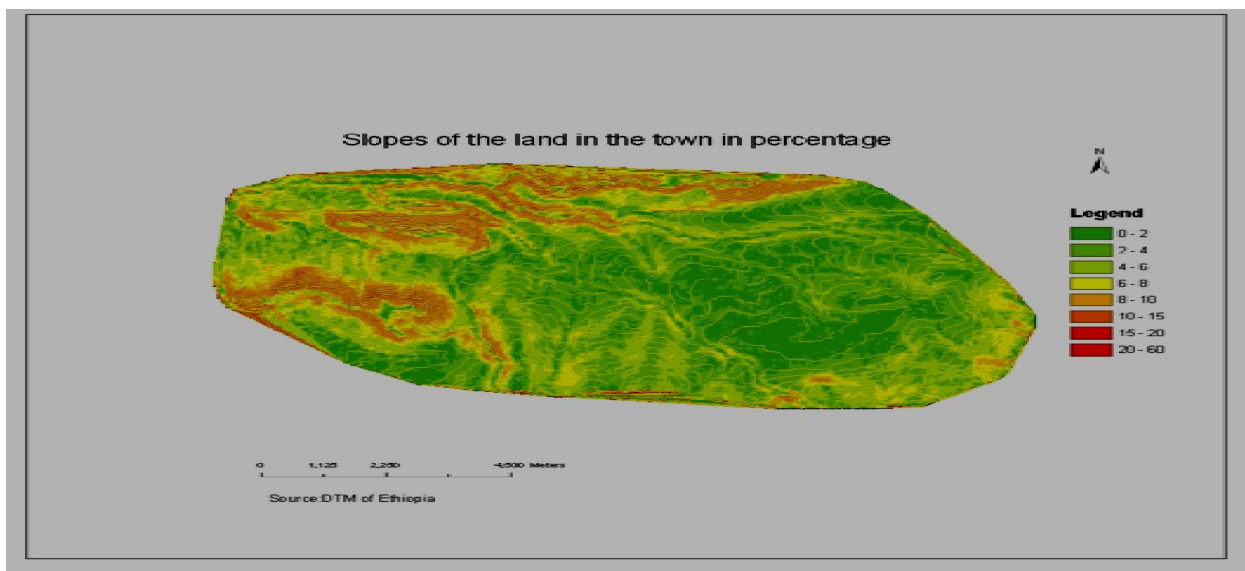 Slopes of the land in the town in percentage
N
Legend
0 - 2
2 - 4
4 - 6
6 - 8
8 - 10
10 - 15
15 - 20
20 - 60
0 1,125 2,250 4,500 Meters
Source:DTM of Ethiopia